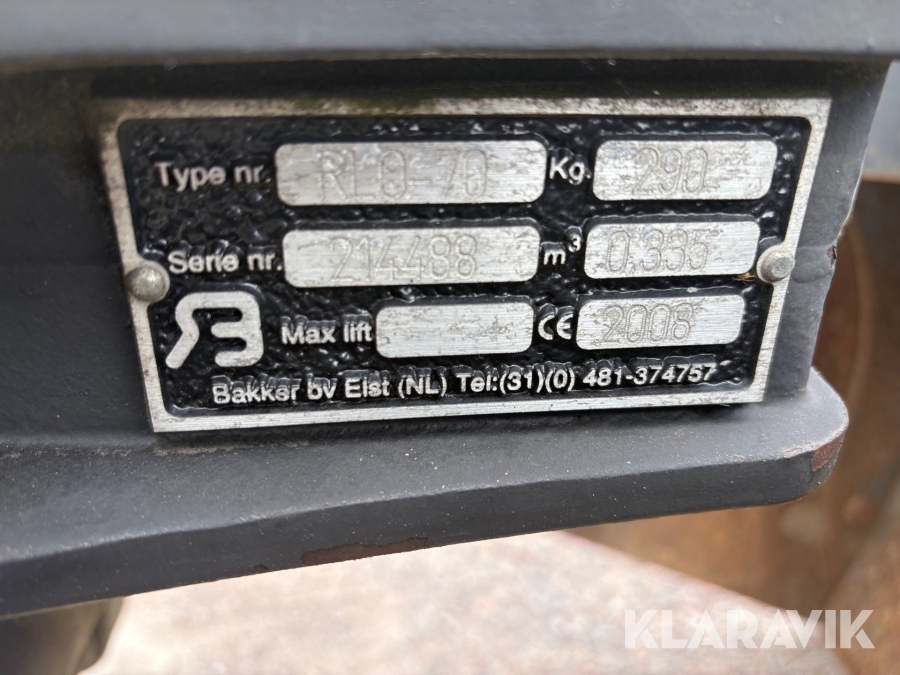 Type nr. RLO-70 Kg. 290
Serie nr. 214488 m³ 0.335
Max lift CE 2008
Bakker bv Elst (NL) Tel:(31)(0) 481-374757
KLARAVIK